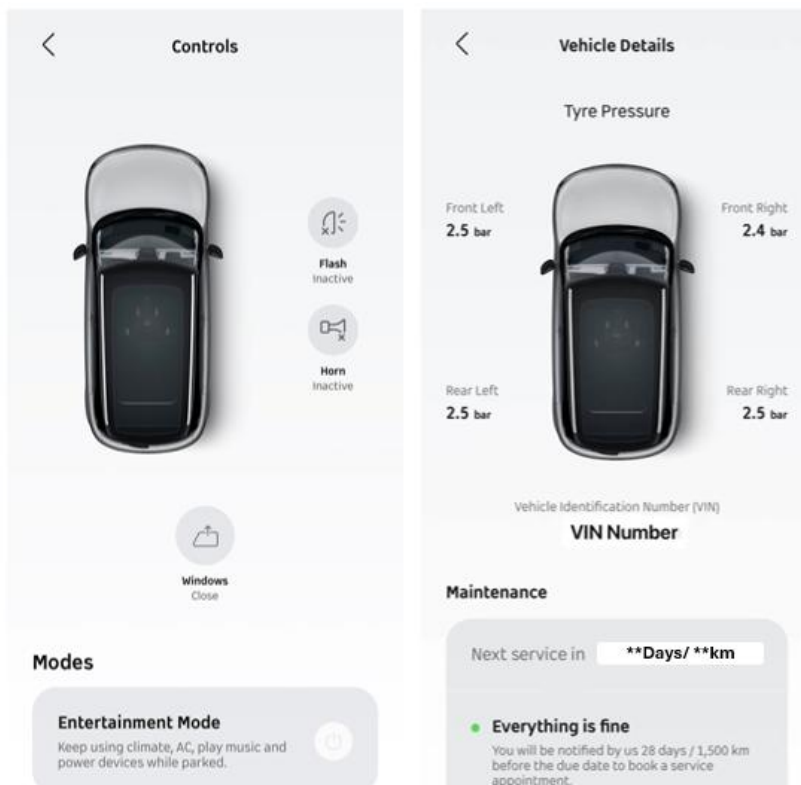 Controls
Flash
Inactive
Horn
Inactive
Windows
Close
Modes
Entertainment Mode
Keep using climate, AC, play music and
power devices while parked.
Vehicle Details
Tyre Pressure
Front Left
2.5 bar
Front Right
2.4 bar
Rear Left
2.5 bar
Rear Right
2.5 bar
Vehicle Identification Number (VIN)
VIN Number
Maintenance
Next service in **Days/ **km
Everything is fine
You will be notified by us 28 days / 1,500 km
before the due date to book a service
appointment.